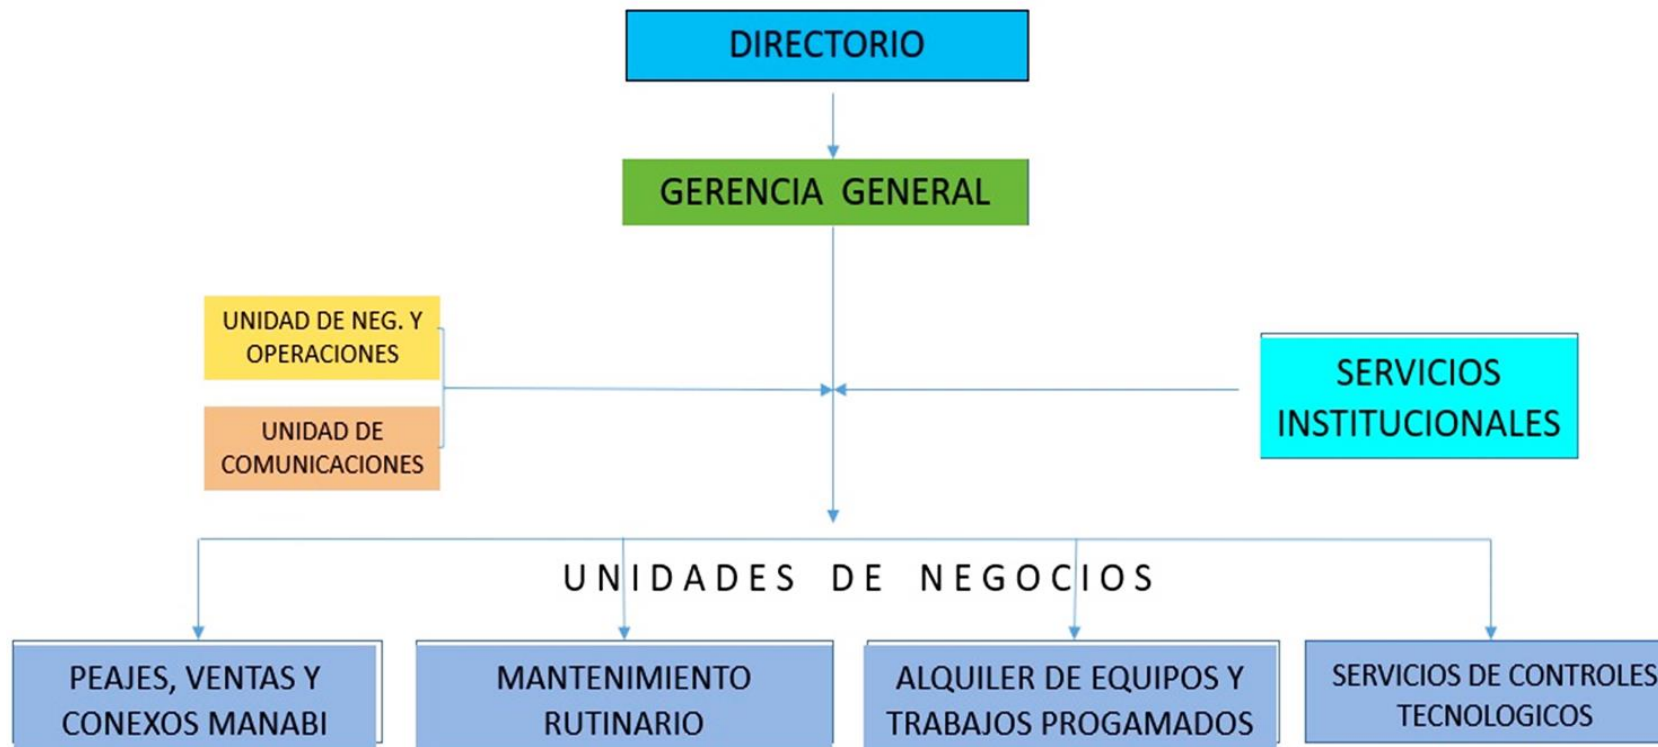 DIRECTORIO
GERENCIA GENERAL
UNIDAD DE NEG. Y
OPERACIONES
UNIDAD DE
COMUNICACIONES
SERVICIOS
INSTITUCIONALES
UNIDADES DE NEGOCIOS
PEAJES, VENTAS Y
CONEXOS MANABI
MANTENIMIENTO
RUTINARIO
ALQUILER DE EQUIPOS Y
TRABAJOS PROGAMADOS
SERVICIOS DE CONTROLES
TECNOLOGICOS